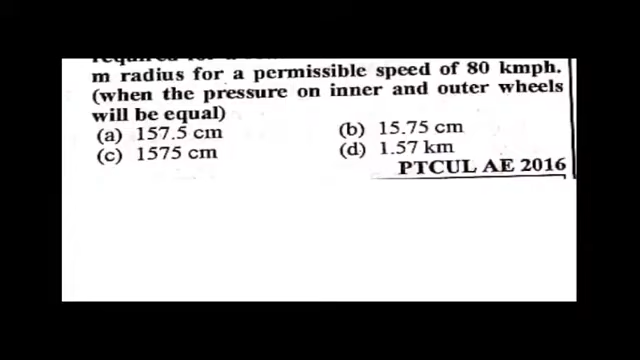 m radius for a permissible speed of 80 kmph.
(when the pressure on inner and outer wheels
will be equal)
(a) 157.5 cm (b) 15.75 cm
(c) 1575 cm (d) 1.57 km
PTCUL AE 2016